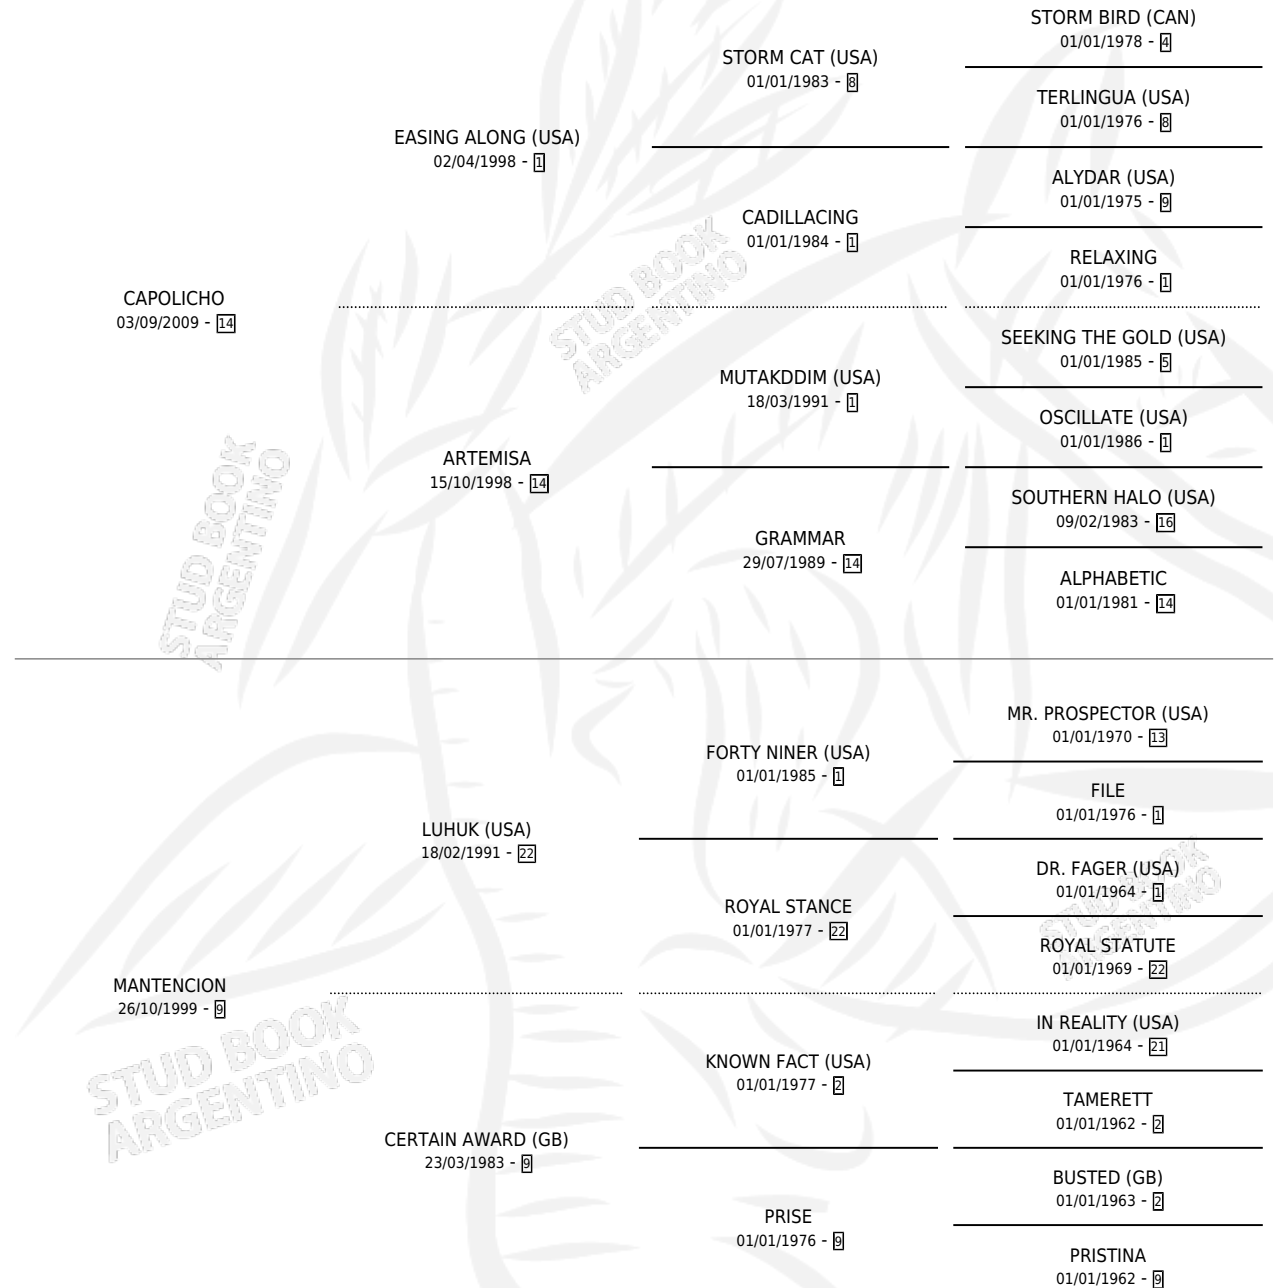 STORM BIRD (CAN)
01/01/1978 - 4
STORM CAT (USA)
01/01/1983 - 8
TERLINGUA (USA)
01/01/1976 - 8
EASING ALONG (USA)
02/04/1998 - 1
ALYDAR (USA)
01/01/1975 - 9
CADILLACING
01/01/1984 - 1
RELAXING
01/01/1976 - 1
CAPOLICHO
03/09/2009 - 14
SEEKING THE GOLD (USA)
01/01/1985 - 5
MUTAKDDIM (USA)
18/03/1991 - 1
OSCILLATE (USA)
01/01/1986 - 1
ARTEMISA
15/10/1998 - 14
SOUTHERN HALO (USA)
09/02/1983 - 16
GRAMMAR
29/07/1989 - 14
ALPHABETIC
01/01/1981 - 14
STUD BOOK
ARGENTINO
STUD BOOK
ARGENTINO
MR. PROSPECTOR (USA)
01/01/1970 - 13
FORTY NINER (USA)
01/01/1985 - 1
FILE
01/01/1976 - 1
LUHUK (USA)
18/02/1991 - 22
DR. FAGER (USA)
01/01/1964 - 1
ROYAL STANCE
01/01/1977 - 22
ROYAL STATUTE
01/01/1969 - 22
MANTENCION
26/10/1999 - 9
IN REALITY (USA)
01/01/1964 - 21
KNOWN FACT (USA)
01/01/1977 - 2
TAMERETT
01/01/1962 - 2
CERTAIN AWARD (GB)
23/03/1983 - 9
BUSTED (GB)
01/01/1963 - 2
PRISE
01/01/1976 - 9
PRISTINA
01/01/1962 - 9
STUD BOOK
ARGENTINO
STUD BOOK
ARGENTINO